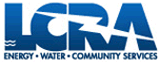 LCRA
ENERGY • WATER • COMMUNITY SERVICES